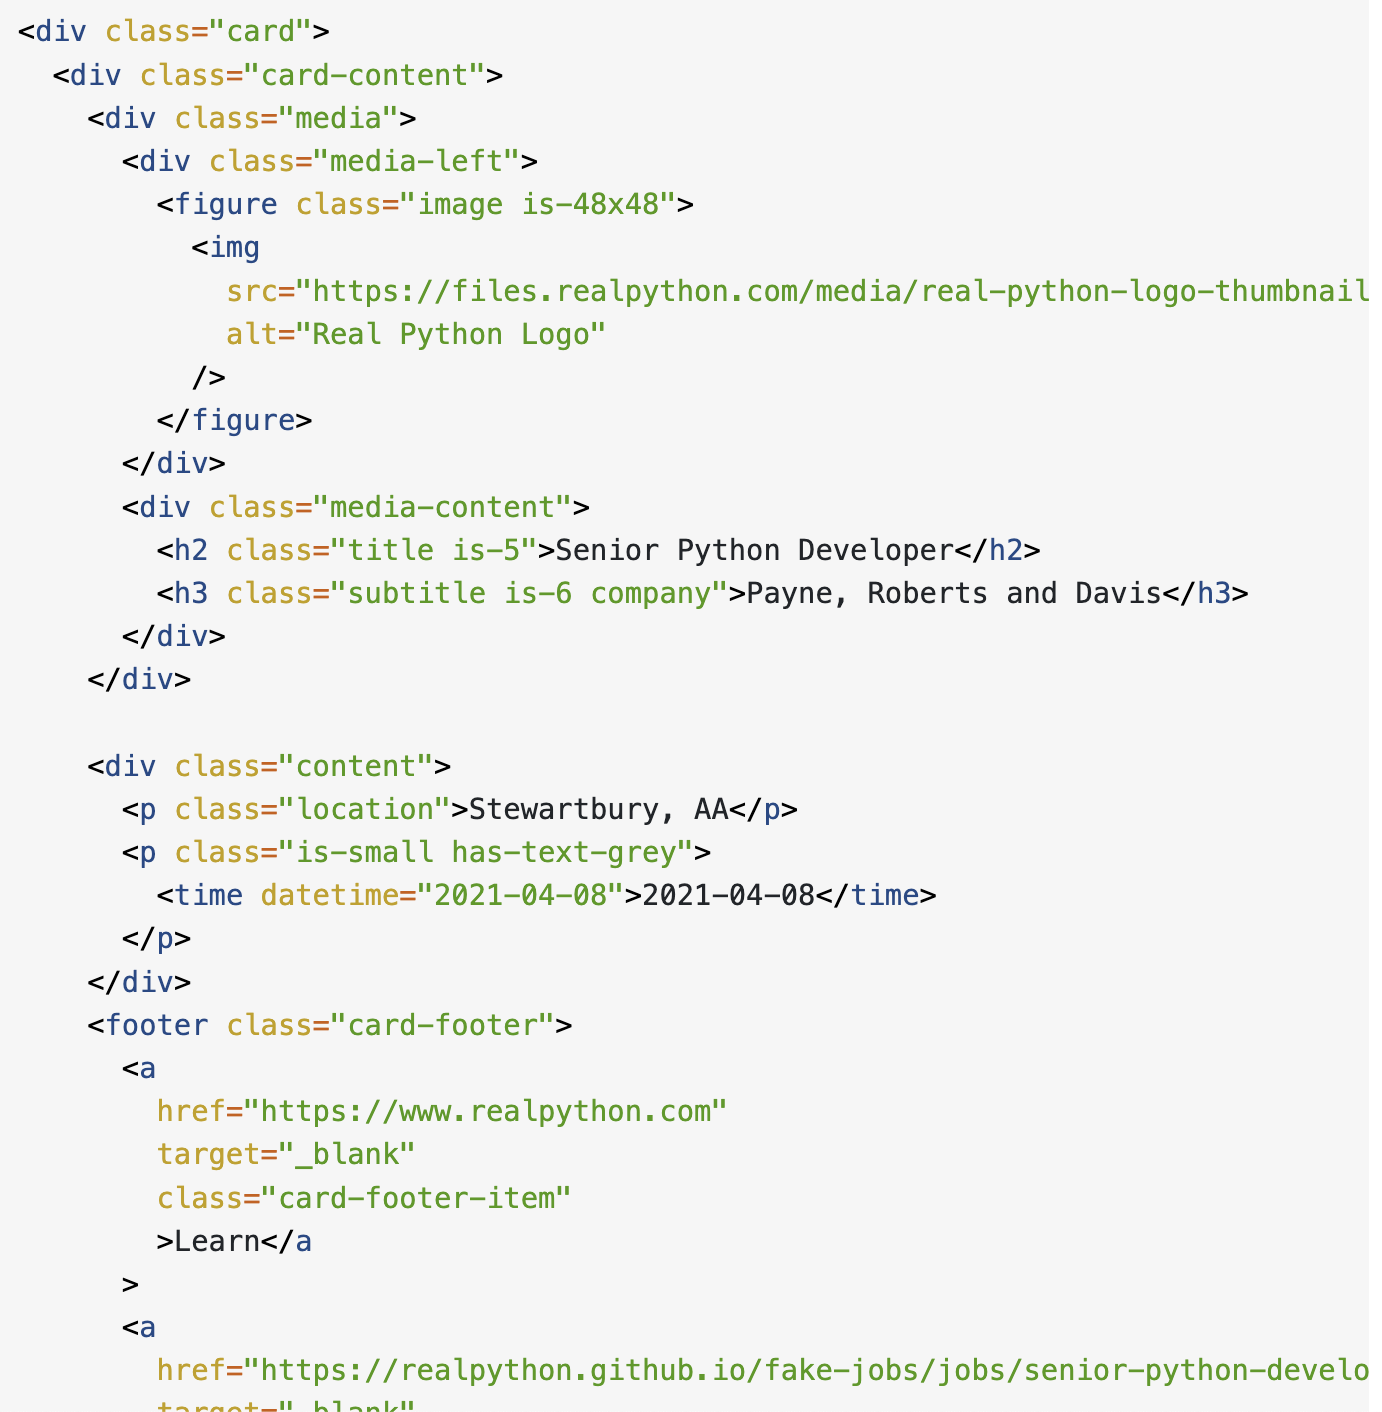 <div class="card">
  <div class="card-content">
    <div class="media">
      <div class="media-left">
        <figure class="image is-48x48">
          <img
            src="https://files.realpython.com/media/real-python-logo-thumbnail
            alt="Real Python Logo"
          />
        </figure>
      </div>
      <div class="media-content">
        <h2 class="title is-5">Senior Python Developer</h2>
        <h3 class="subtitle is-6 company">Payne, Roberts and Davis</h3>
      </div>
    </div>

    <div class="content">
      <p class="location">Stewartbury, AA</p>
      <p class="is-small has-text-grey">
        <time datetime="2021-04-08">2021-04-08</time>
      </p>
    </div>
    <footer class="card-footer">
      <a
        href="https://www.realpython.com"
        target="_blank"
        class="card-footer-item"
        >Learn</a
      >
      <a
        href="https://realpython.github.io/fake-jobs/jobs/senior-python-develo
        target="_blank"